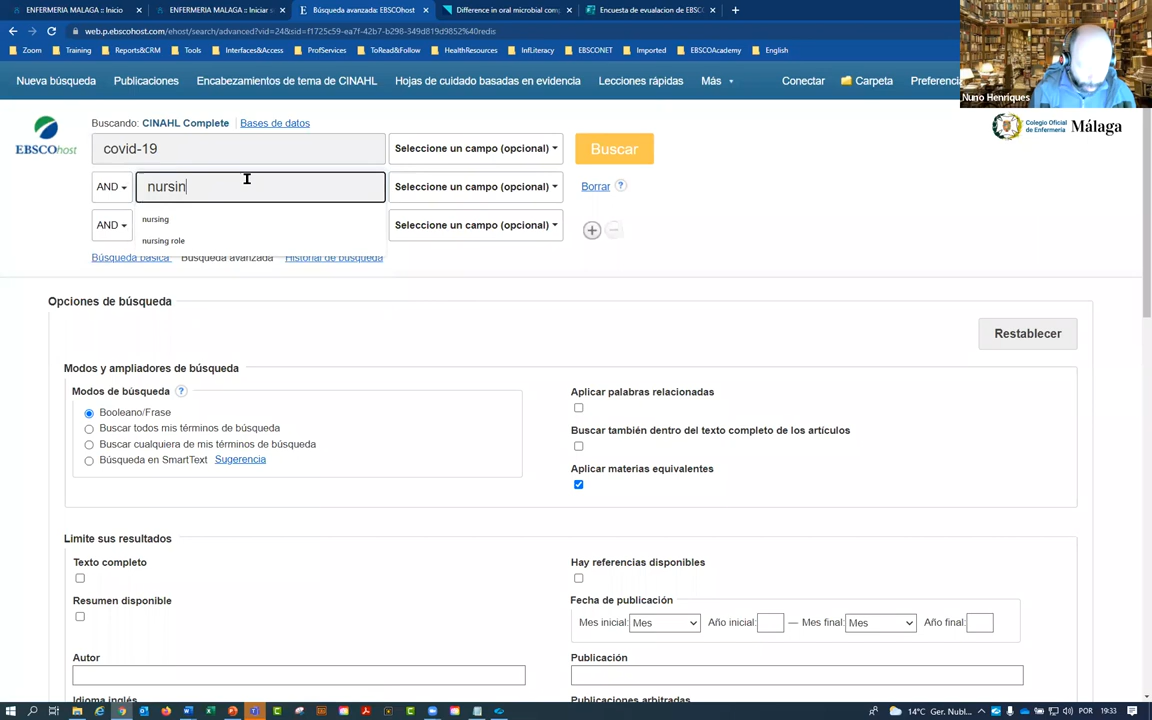 ENFERMERIA MALAGA :: Inicio
ENFERMERIA MALAGA :: Iniciar s
Búsqueda avanzada: EBSCOhost
Difference in oral microbial com
Encuesta de evualacion de EBSC
web.p.ebscohost.com/ehost/search/advanced?vid=24&sid=f1725c59-ea7f-42b7-b298-349d819d9852%40redis
Zoom Training Reports&CRM Tools Interfaces&Access ProfServices ToRead&Follow HealthResources InfLiteracy EBSCONET Imported EBSCOAcademy English
Nueva búsqueda Publicaciones Encabezamientos de tema de CINAHL Hojas de cuidado basadas en evidencia Lecciones rápidas Más Conectar Carpeta Preferenci
Nuno Henriques
EBSCOhost
Buscando: CINAHL Complete Bases de datos
Colegio Oficial de Enfermería Málaga
covid-19 Seleccione un campo (opcional) Buscar
AND nursin Seleccione un campo (opcional) Borrar ?
nursing
AND Seleccione un campo (opcional) + −
nursing role
Búsqueda básica Búsqueda avanzada Historial de búsqueda
Opciones de búsqueda
Restablecer
Modos y ampliadores de búsqueda
Modos de búsqueda ?
Booleano/Frase
Buscar todos mis términos de búsqueda
Buscar cualquiera de mis términos de búsqueda
Búsqueda en SmartText Sugerencia
Aplicar palabras relacionadas
Buscar también dentro del texto completo de los artículos
Aplicar materias equivalentes
Limite sus resultados
Texto completo
Resumen disponible
Hay referencias disponibles
Fecha de publicación
Mes inicial: Mes Año inicial: — Mes final: Mes Año final:
Autor
Publicación
Idioma inglés
Publicaciones arbitradas
14°C Ger. Nubl... POR 19:33